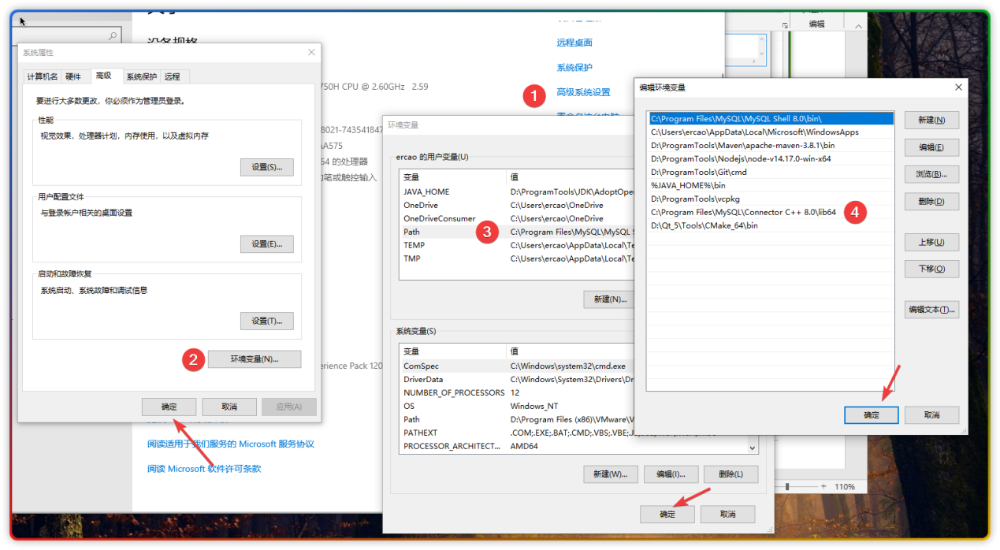 设备规格
750H CPU @ 2.60GHz 2.59
8021-743541847
A575
64 的处理器
的笔或触控输入
erience Pack 120
远程桌面
系统保护
1
高级系统设置
编辑
110%
阅读适用于我们服务的 Microsoft 服务协议
阅读 Microsoft 软件许可条款
系统属性
计算机名 硬件 高级 系统保护 远程
要进行大多数更改，你必须作为管理员登录。
性能
视觉效果，处理器计划，内存使用，以及虚拟内存
设置(S)...
用户配置文件
与登录帐户相关的桌面设置
设置(E)...
启动和故障恢复
系统启动、系统故障和调试信息
设置(T)...
2
环境变量(N)...
确定 取消 应用(A)
环境变量
ercao 的用户变量(U)
变量 值
JAVA_HOME D:\ProgramTools\JDK\AdoptOpe
OneDrive C:\Users\ercao\OneDrive
OneDriveConsumer C:\Users\ercao\OneDrive
Path 3 C:\Program Files\MySQL\MySQL S
TEMP C:\Users\ercao\AppData\Local\Te
TMP C:\Users\ercao\AppData\Local\Te
新建(N)...
系统变量(S)
变量 值
ComSpec C:\Windows\system32\cmd.exe
DriverData C:\Windows\System32\Drivers\Dr
NUMBER_OF_PROCESSORS 12
OS Windows_NT
Path D:\Program Files (x86)\VMware\V
PATHEXT .COM;.EXE;.BAT;.CMD;.VBS;.VBE;J
PROCESSOR_ARCHITECT... AMD64
新建(W)... 编辑(I)... 删除(L)
确定 取消
编辑环境变量
C:\Program Files\MySQL\MySQL Shell 8.0\bin\
C:\Users\ercao\AppData\Local\Microsoft\WindowsApps
D:\ProgramTools\Maven\apache-maven-3.8.1\bin
D:\ProgramTools\Nodejs\node-v14.17.0-win-x64
D:\ProgramTools\Git\cmd
%JAVA_HOME%\bin
D:\ProgramTools\vcpkg
C:\Program Files\MySQL\Connector C++ 8.0\lib64
4
D:\Qt_5\Tools\CMake_64\bin
新建(N)
编辑(E)
浏览(B)...
删除(D)
上移(U)
下移(O)
编辑文本(T)...
确定 取消